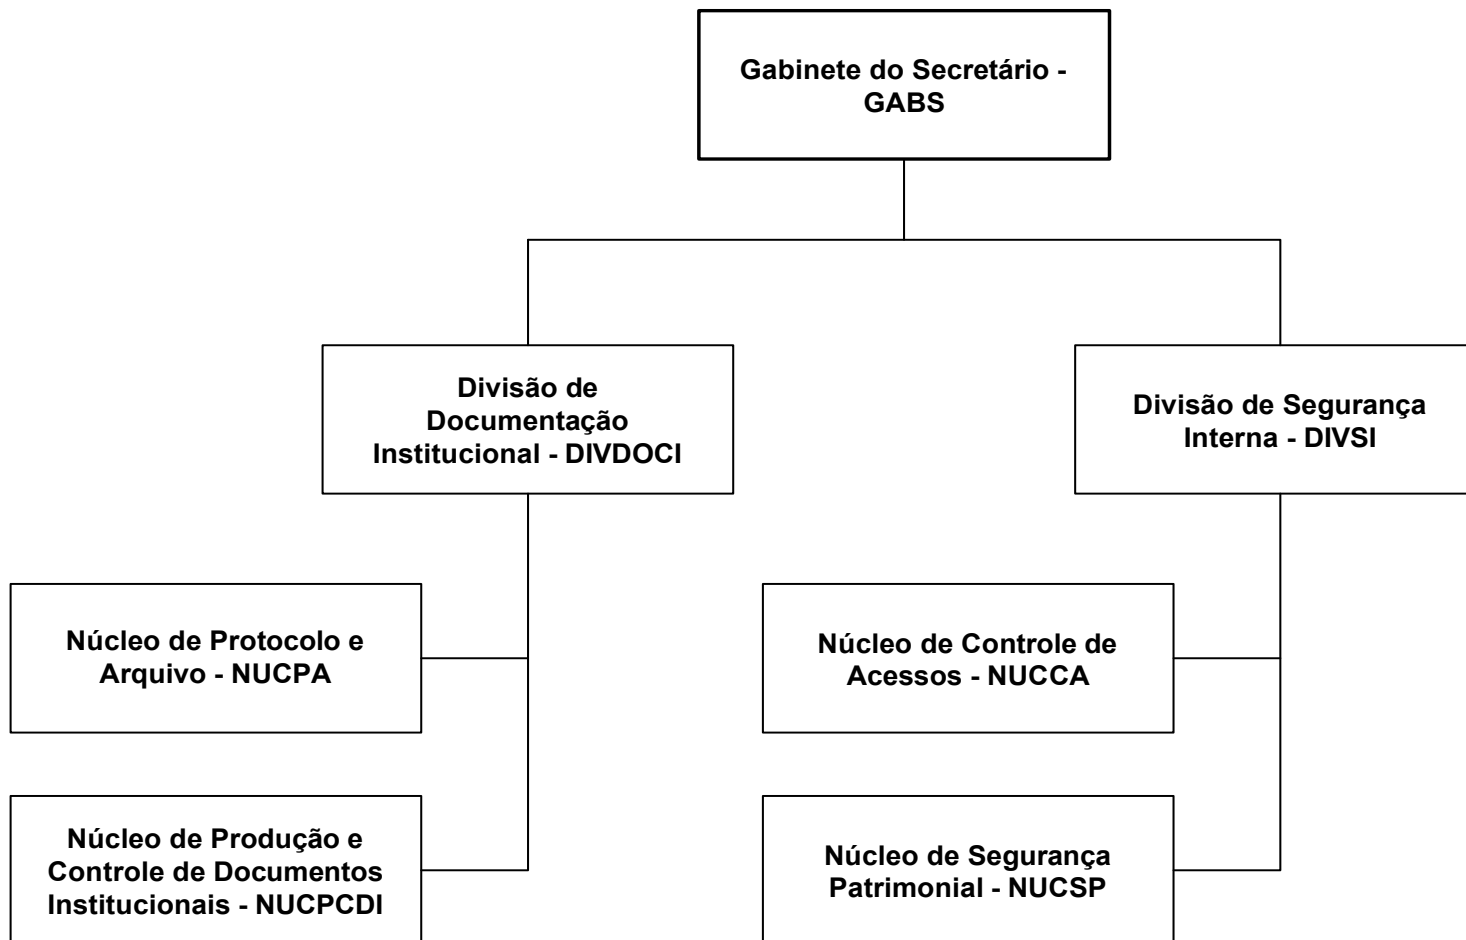 Gabinete do Secretário -
GABS
Divisão de
Documentação
Institucional - DIVDOCI
Divisão de Segurança
Interna - DIVSI
Núcleo de Protocolo e
Arquivo - NUCPA
Núcleo de Controle de
Acessos - NUCCA
Núcleo de Produção e
Controle de Documentos
Institucionais - NUCPCDI
Núcleo de Segurança
Patrimonial - NUCSP